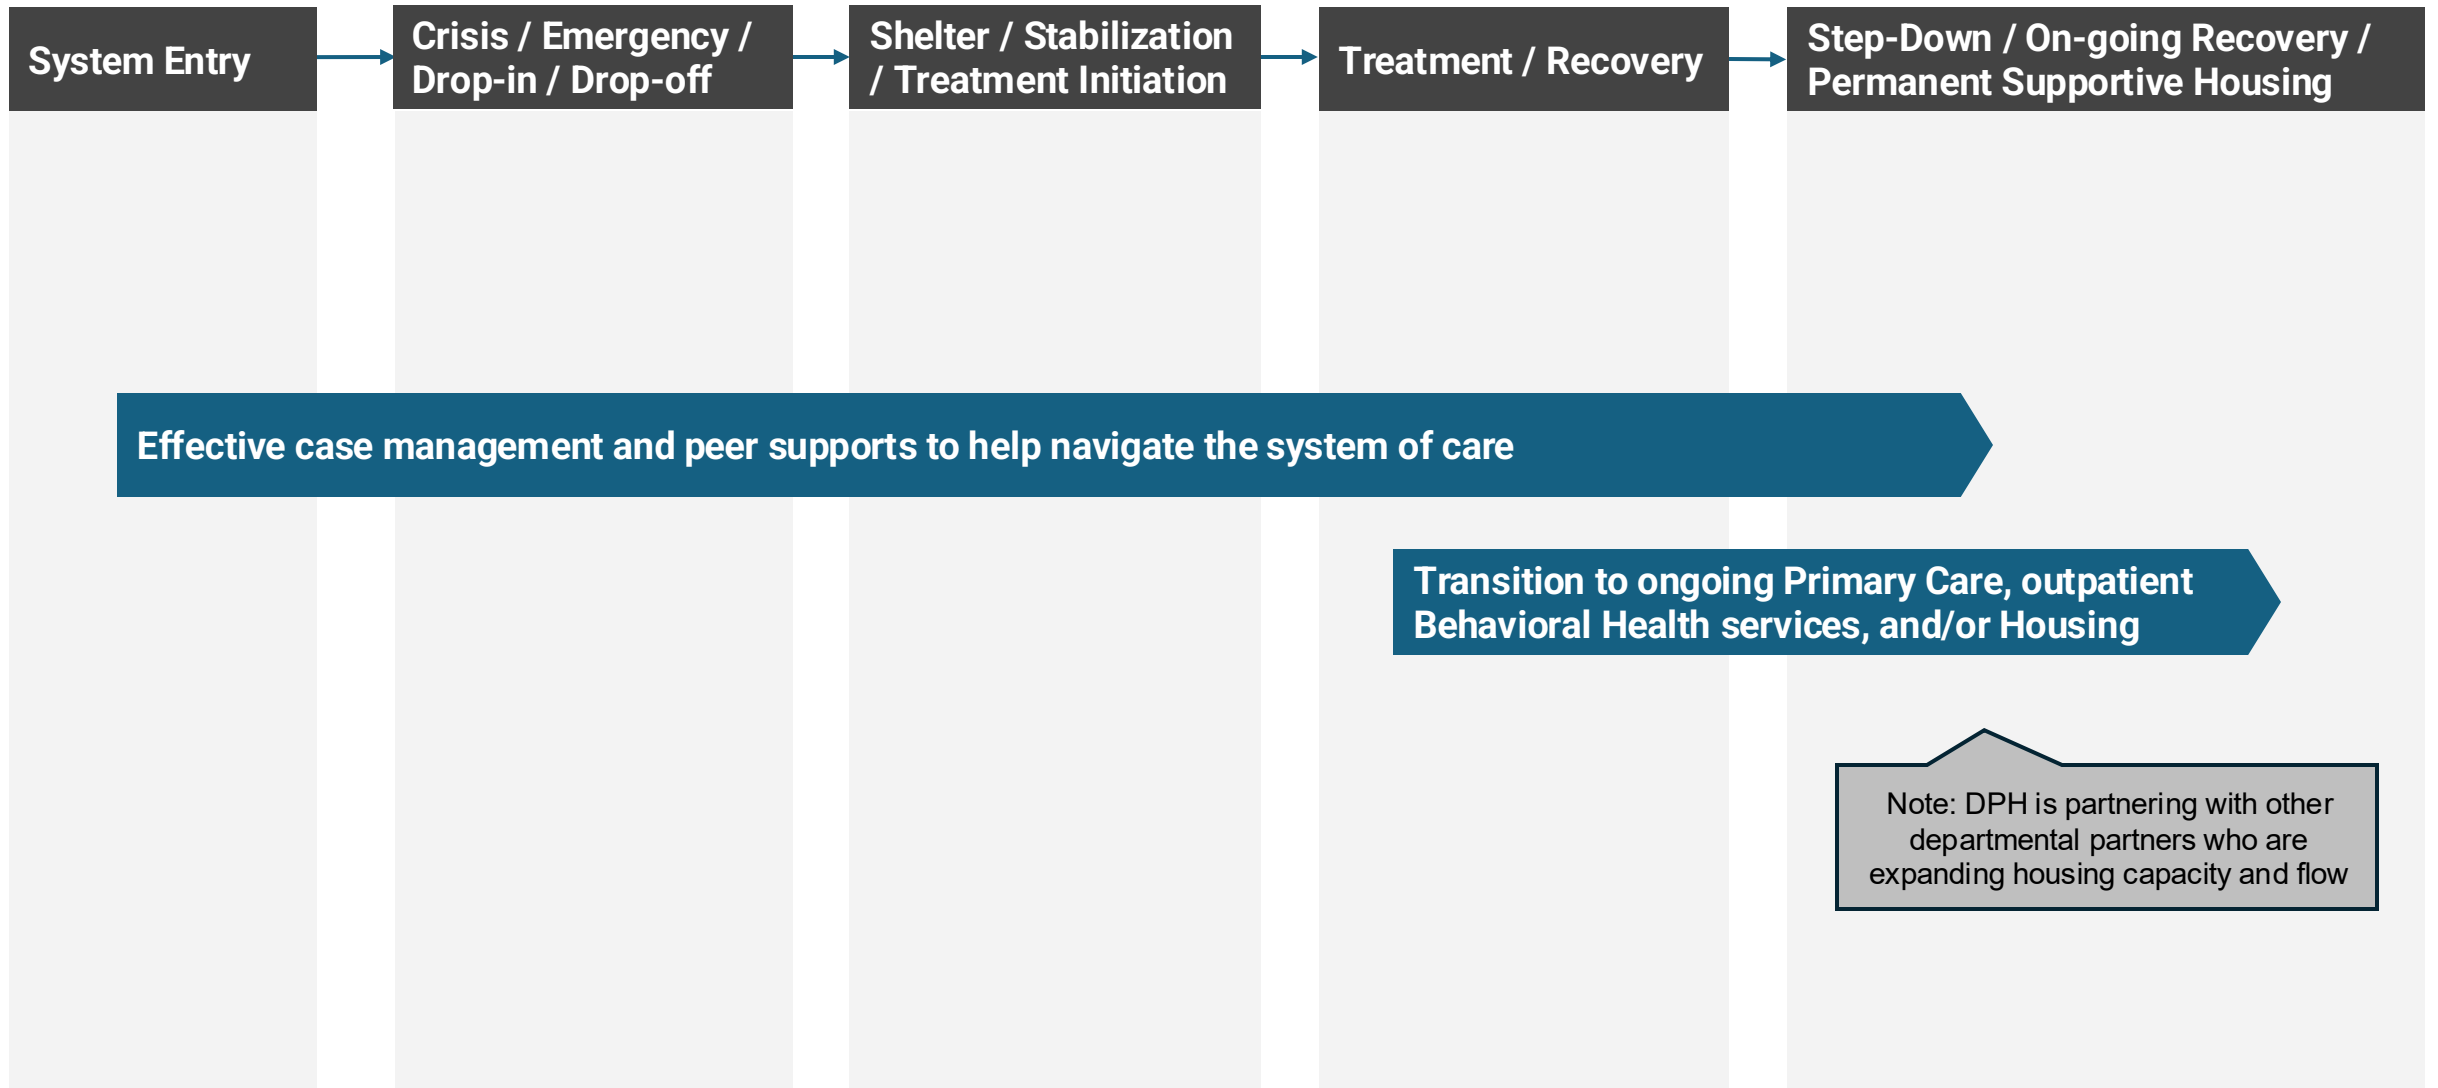 System Entry
Crisis / Emergency /
Drop-in / Drop-off
Shelter / Stabilization
/ Treatment Initiation
Treatment / Recovery
Step-Down / On-going Recovery /
Permanent Supportive Housing
Effective case management and peer supports to help navigate the system of care
Transition to ongoing Primary Care, outpatient
Behavioral Health services, and/or Housing
Note: DPH is partnering with other
departmental partners who are
expanding housing capacity and flow